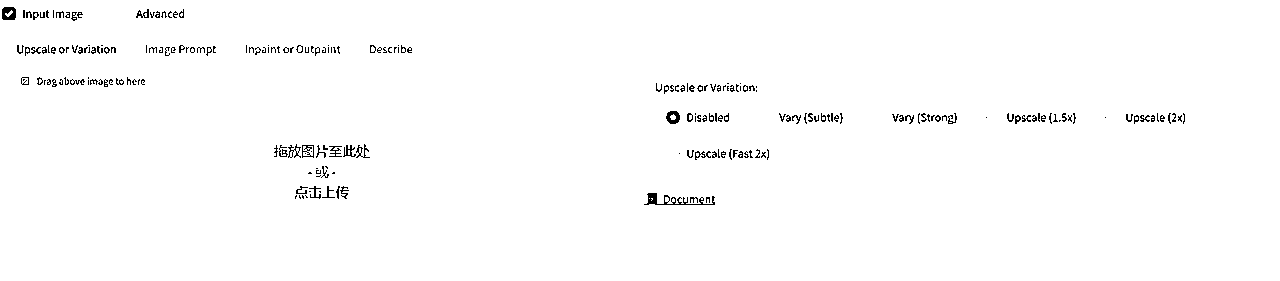 Input Image Advanced
Upscale or Variation Image Prompt Inpaint or Outpaint Describe
Drag above image to here
拖放图片至此处
- 或 -
点击上传
Upscale or Variation:
Disabled Vary (Subtle) Vary (Strong) Upscale (1.5x) Upscale (2x)
Upscale (Fast 2x)
Document